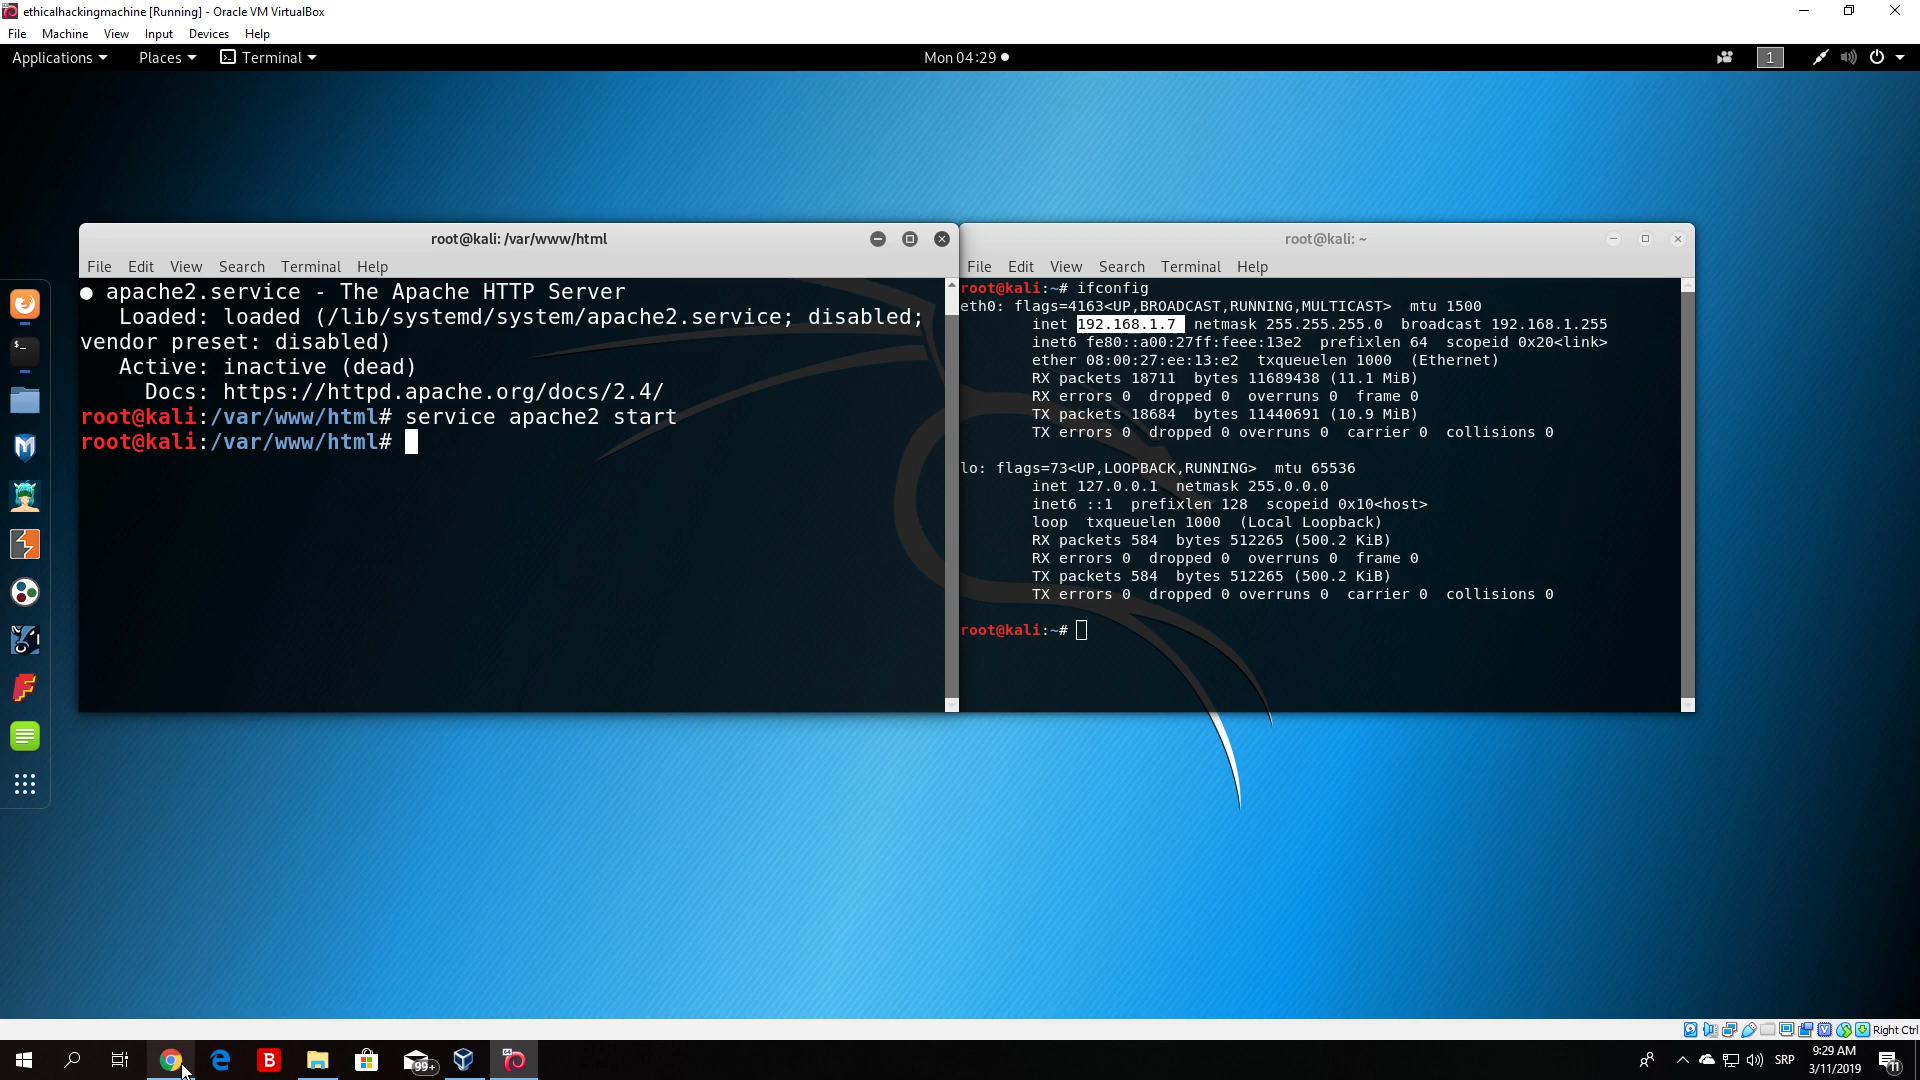 ethicalhackingmachine [Running] - Oracle VM VirtualBox
File Machine View Input Devices Help
Applications Places Terminal Mon 04:29 1
root@kali: /var/www/html
File Edit View Search Terminal Help
● apache2.service - The Apache HTTP Server
Loaded: loaded (/lib/systemd/system/apache2.service; disabled;
vendor preset: disabled)
Active: inactive (dead)
Docs: https://httpd.apache.org/docs/2.4/
root@kali:/var/www/html# service apache2 start
root@kali:/var/www/html#
root@kali: ~
File Edit View Search Terminal Help
root@kali:~# ifconfig
eth0: flags=4163<UP,BROADCAST,RUNNING,MULTICAST> mtu 1500
inet 192.168.1.7 netmask 255.255.255.0 broadcast 192.168.1.255
inet6 fe80::a00:27ff:feee:13e2 prefixlen 64 scopeid 0x20<link>
ether 08:00:27:ee:13:e2 txqueuelen 1000 (Ethernet)
RX packets 18711 bytes 11689438 (11.1 MiB)
RX errors 0 dropped 0 overruns 0 frame 0
TX packets 18684 bytes 11440691 (10.9 MiB)
TX errors 0 dropped 0 overruns 0 carrier 0 collisions 0
lo: flags=73<UP,LOOPBACK,RUNNING> mtu 65536
inet 127.0.0.1 netmask 255.0.0.0
inet6 ::1 prefixlen 128 scopeid 0x10<host>
loop txqueuelen 1000 (Local Loopback)
RX packets 584 bytes 512265 (500.2 KiB)
RX errors 0 dropped 0 overruns 0 frame 0
TX packets 584 bytes 512265 (500.2 KiB)
TX errors 0 dropped 0 overruns 0 carrier 0 collisions 0
root@kali:~#
Right Ctrl
B
99+
SRP
9:29 AM
3/11/2019
11